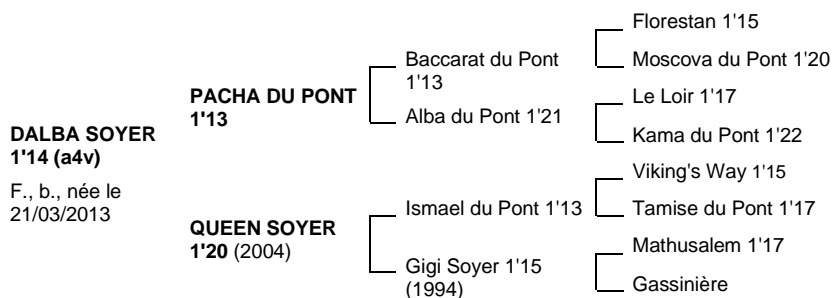 DALBA SOYER
1'14 (a4v)
F., b., née le
21/03/2013
PACHA DU PONT
1'13
QUEEN SOYER
1'20 (2004)
Baccarat du Pont
1'13
Alba du Pont 1'21
Ismael du Pont 1'13
Gigi Soyer 1'15
(1994)
Florestan 1'15
Moscova du Pont 1'20
Le Loir 1'17
Kama du Pont 1'22
Viking's Way 1'15
Tamise du Pont 1'17
Mathusalem 1'17
Gassinière